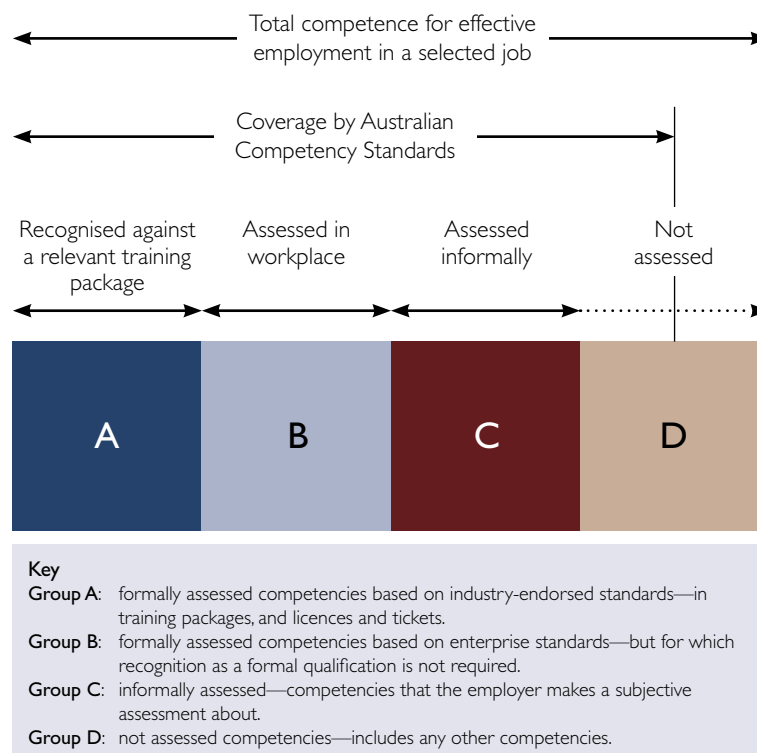 Total competence for effective
employment in a selected job
Coverage by Australian
Competency Standards
Recognised against
a relevant training
package
Assessed in
workplace
Assessed
informally
Not
assessed
A
B
C
D
Key
Group A: formally assessed competencies based on industry-endorsed standards—in
training packages, and licences and tickets.
Group B: formally assessed competencies based on enterprise standards—but for which
recognition as a formal qualification is not required.
Group C: informally assessed—competencies that the employer makes a subjective
assessment about.
Group D: not assessed competencies—includes any other competencies.